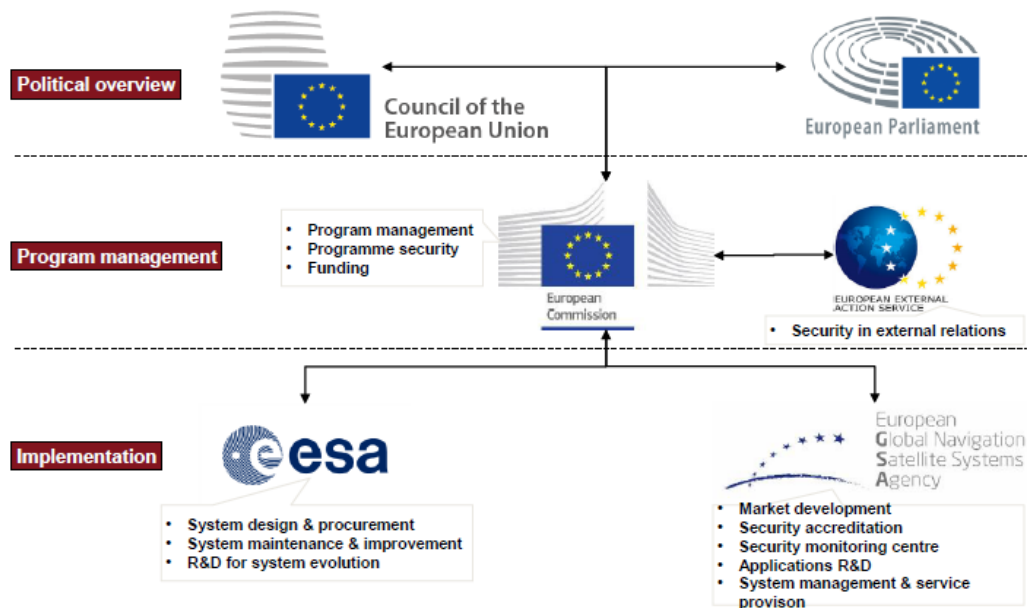 Political overview
Council of the
European Union
European Parliament
Program management
• Program management
• Programme security
• Funding
European
Commission
EUROPEAN EXTERNAL
ACTION SERVICE
• Security in external relations
Implementation
esa
• System design & procurement
• System maintenance & improvement
• R&D for system evolution
European
Global Navigation
Satellite Systems
Agency
• Market development
• Security accreditation
• Security monitoring centre
• Applications R&D
• System management & service
provison